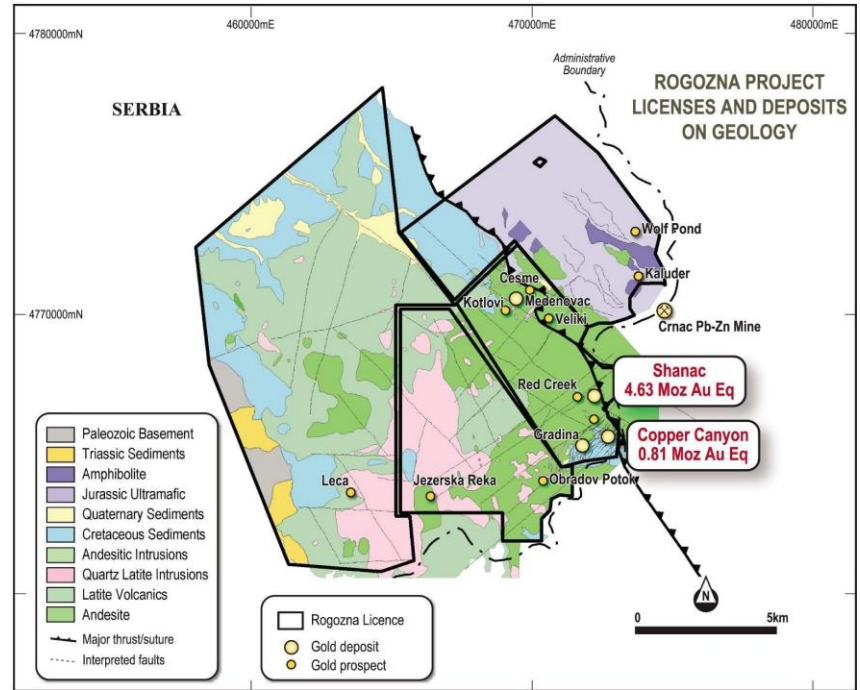 460000mE
470000mE
480000mE
4780000mN
4770000mN
Administrative
Boundary
SERBIA
ROGOZNA PROJECT
LICENSES AND DEPOSITS
ON GEOLOGY
Wolf Pond
Kaluder
Cesme
Medenovac
Kotlovi
Veliki
Crnac Pb-Zn Mine
Red Creek
Shanac
4.63 Moz Au Eq
Gradina
Copper Canyon
0.81 Moz Au Eq
Leca
Jezerska Reka
Obradov Potok
Paleozoic Basement
Triassic Sediments
Amphibolite
Jurassic Ultramafic
Quaternary Sediments
Cretaceous Sediments
Andesitic Intrusions
Quartz Latite Intrusions
Latite Volcanics
Andesite
Major thrust/suture
Interpreted faults
Rogozna Licence
Gold deposit
Gold prospect
N
0
5km